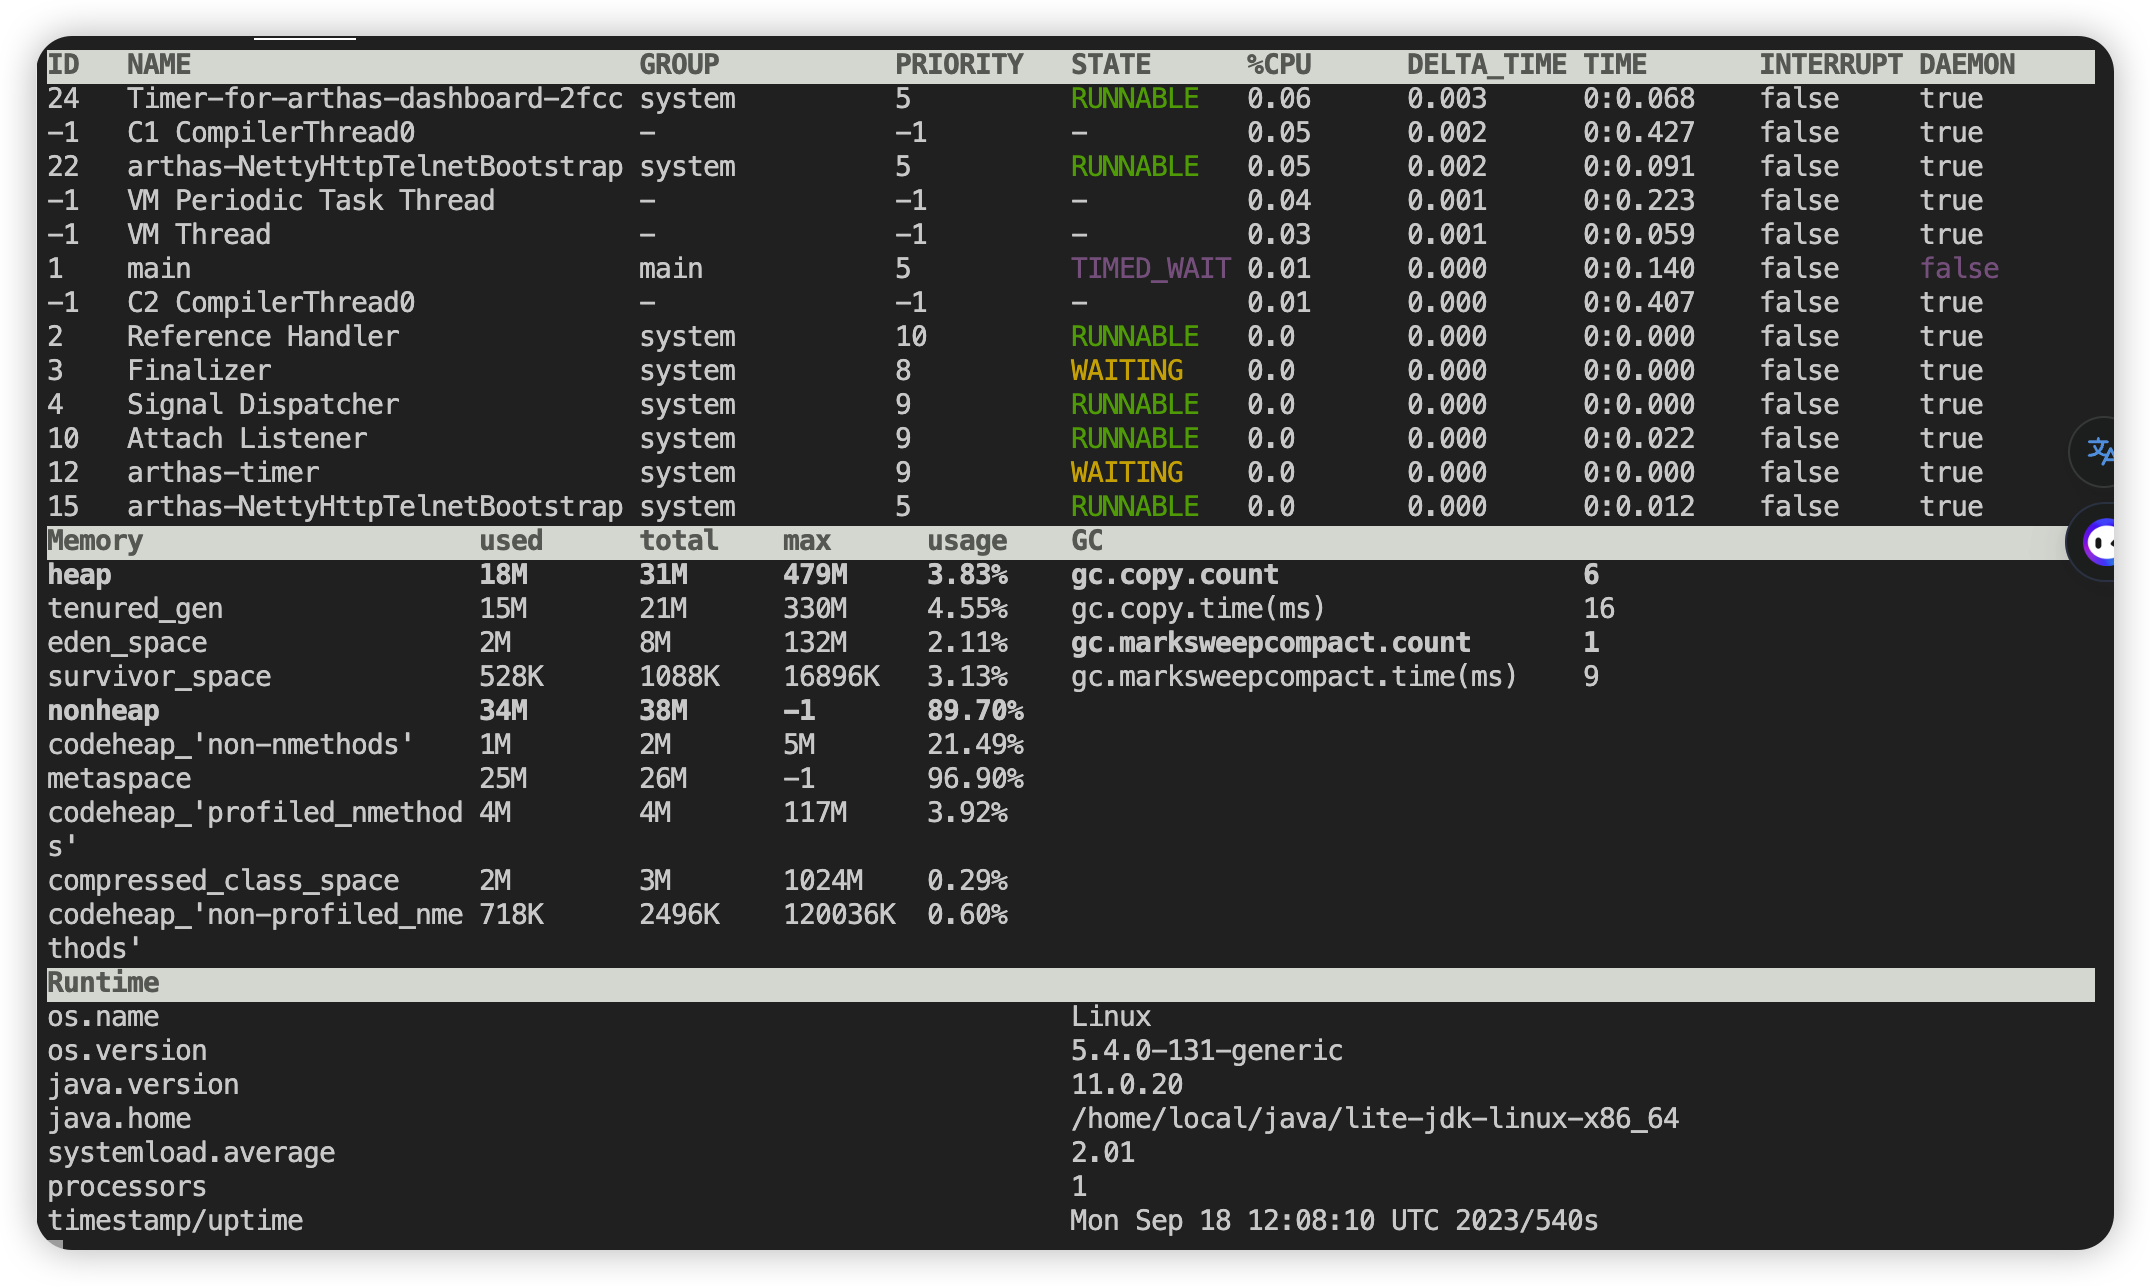 ID NAME GROUP PRIORITY STATE %CPU DELTA_TIME TIME INTERRUPT DAEMON
24 Timer-for-arthas-dashboard-2fcc system 5 RUNNABLE 0.06 0.003 0:0.068 false true
-1 C1 CompilerThread0 - -1 - 0.05 0.002 0:0.427 false true
22 arthas-NettyHttpTelnetBootstrap system 5 RUNNABLE 0.05 0.002 0:0.091 false true
-1 VM Periodic Task Thread - -1 - 0.04 0.001 0:0.223 false true
-1 VM Thread - -1 - 0.03 0.001 0:0.059 false true
1 main main 5 TIMED_WAIT 0.01 0.000 0:0.140 false false
-1 C2 CompilerThread0 - -1 - 0.01 0.000 0:0.407 false true
2 Reference Handler system 10 RUNNABLE 0.0 0.000 0:0.000 false true
3 Finalizer system 8 WAITING 0.0 0.000 0:0.000 false true
4 Signal Dispatcher system 9 RUNNABLE 0.0 0.000 0:0.000 false true
10 Attach Listener system 9 RUNNABLE 0.0 0.000 0:0.022 false true
12 arthas-timer system 9 WAITING 0.0 0.000 0:0.000 false true
15 arthas-NettyHttpTelnetBootstrap system 5 RUNNABLE 0.0 0.000 0:0.012 false true
Memory used total max usage GC
heap 18M 31M 479M 3.83% gc.copy.count 6
tenured_gen 15M 21M 330M 4.55% gc.copy.time(ms) 16
eden_space 2M 8M 132M 2.11% gc.marksweepcompact.count 1
survivor_space 528K 1088K 16896K 3.13% gc.marksweepcompact.time(ms) 9
nonheap 34M 38M -1 89.70%
codeheap_'non-nmethods' 1M 2M 5M 21.49%
metaspace 25M 26M -1 96.90%
codeheap_'profiled_nmethod 4M 4M 117M 3.92%
s'
compressed_class_space 2M 3M 1024M 0.29%
codeheap_'non-profiled_nme 718K 2496K 120036K 0.60%
thods'
Runtime
os.name Linux
os.version 5.4.0-131-generic
java.version 11.0.20
java.home /home/local/java/lite-jdk-linux-x86_64
systemload.average 2.01
processors 1
timestamp/uptime Mon Sep 18 12:08:10 UTC 2023/540s